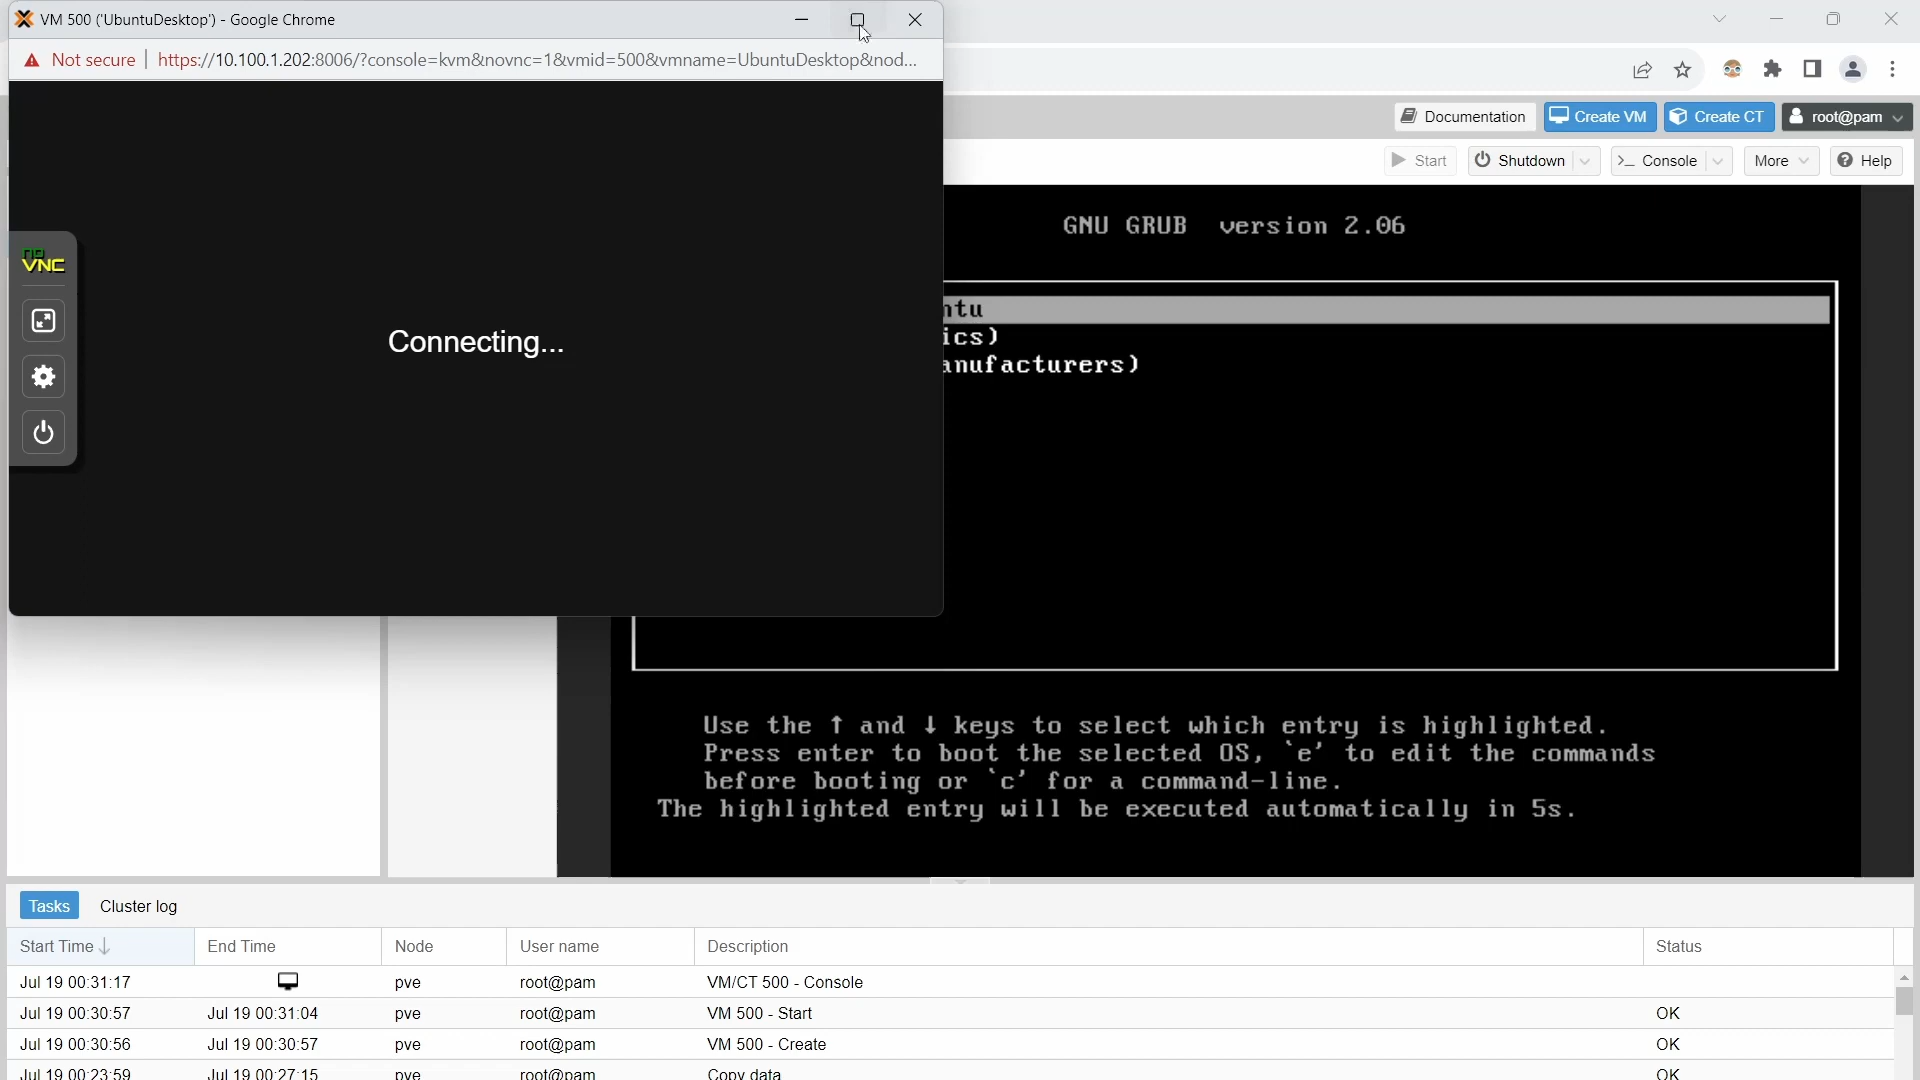 VM 500 ('UbuntuDesktop') - Google Chrome
Not secure https://10.100.1.202:8006/?console=kvm&novnc=1&vmid=500&vmname=UbuntuDesktop&nod...
Documentation Create VM Create CT root@pam
Start Shutdown Console More Help
no
VNC
Connecting...
GNU GRUB version 2.06
ntu
ics)
anufacturers)
Use the ↑ and ↓ keys to select which entry is highlighted.
Press enter to boot the selected OS, `e' to edit the commands
before booting or `c' for a command-line.
The highlighted entry will be executed automatically in 5s.
Tasks Cluster log
Start Time End Time Node User name Description Status
Jul 19 00:31:17 pve root@pam VM/CT 500 - Console
Jul 19 00:30:57 Jul 19 00:31:04 pve root@pam VM 500 - Start OK
Jul 19 00:30:56 Jul 19 00:30:57 pve root@pam VM 500 - Create OK
Jul 19 00:23:59 Jul 19 00:27:15 pve root@pam Copy data OK